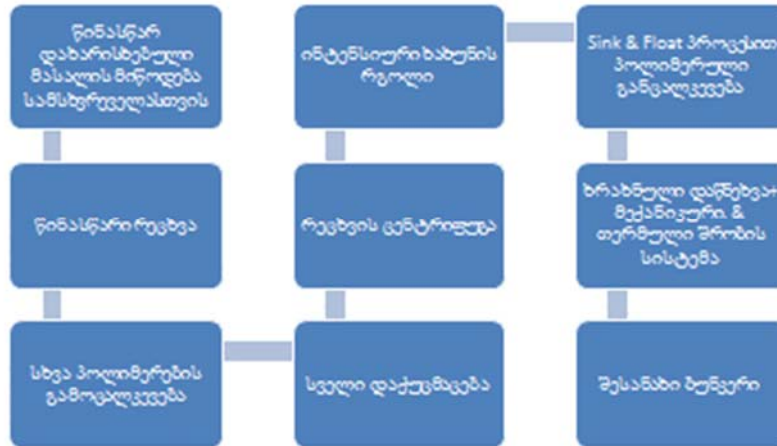 წინასწარ
დახარისხებული
მასალის მიწოდება
სამსხვრეველასთვის
წინასწარი რეცხვა
სხვა პოლიმერების
გამოცალკევება
სველი დაქუცმაცება
რეცხვის ცენტრიფუგა
ინტენსიური ხახუნის
რგოლი
Sink & Float პროცესით
პოლიმერული
განცალკევება
ხრახნული დაწნეხვა+
მექანიკური. &
თერმული შრობის
სისტემა
შესანახი ბუნკერი